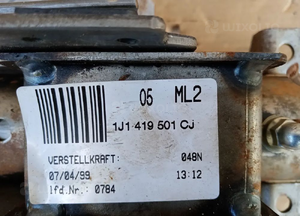 05 ML2
1J1 419 501 CJ
VERSTELLKRAFT: 048N
07/04/99 13:12
lfd.Nr.: 0784